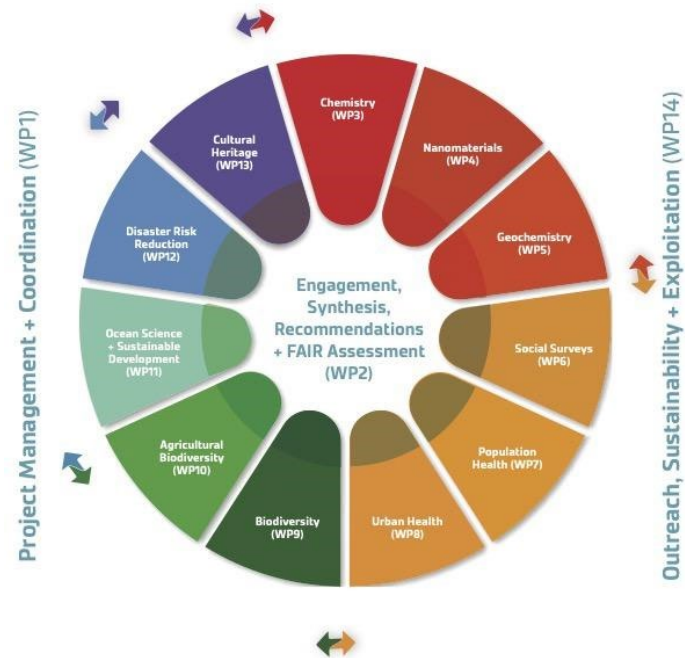 Project Management + Coordination (WP1)
Chemistry
(WP3)
Nanomaterials
(WP4)
Geochemistry
(WP5)
Social Surveys
(WP6)
Population
Health (WP7)
Urban Health
(WP8)
Biodiversity
(WP9)
Agricultural
Biodiversity
(WP10)
Ocean Science
+ Sustainable
Development
(WP11)
Disaster Risk
Reduction
(WP12)
Cultural
Heritage
(WP13)
Engagement,
Synthesis,
Recommendations
+ FAIR Assessment
(WP2)
Outreach, Sustainability + Exploitation (WP14)